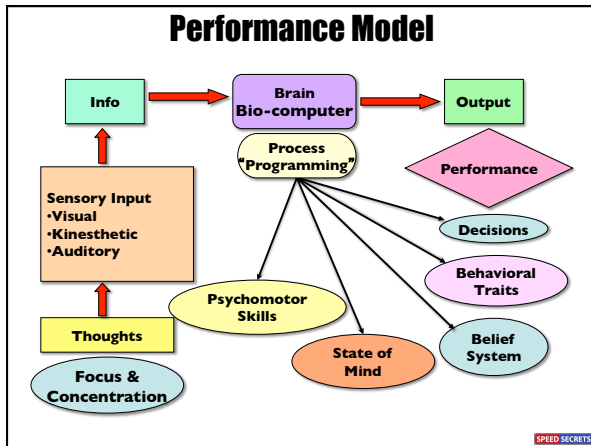 Performance Model
Info
Brain
Bio-computer
Output
Process
"Programming"
Performance
Sensory Input
•Visual
•Kinesthetic
•Auditory
Decisions
Behavioral
Traits
Psychomotor
Skills
Belief
System
State of
Mind
Thoughts
Focus &
Concentration
SPEED SECRETS